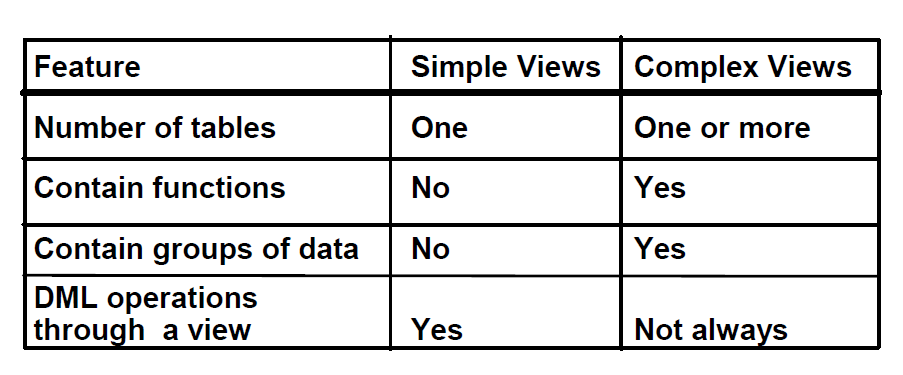 Feature Simple Views Complex Views
Number of tables One One or more
Contain functions No Yes
Contain groups of data No Yes
DML operations
through a view Yes Not always